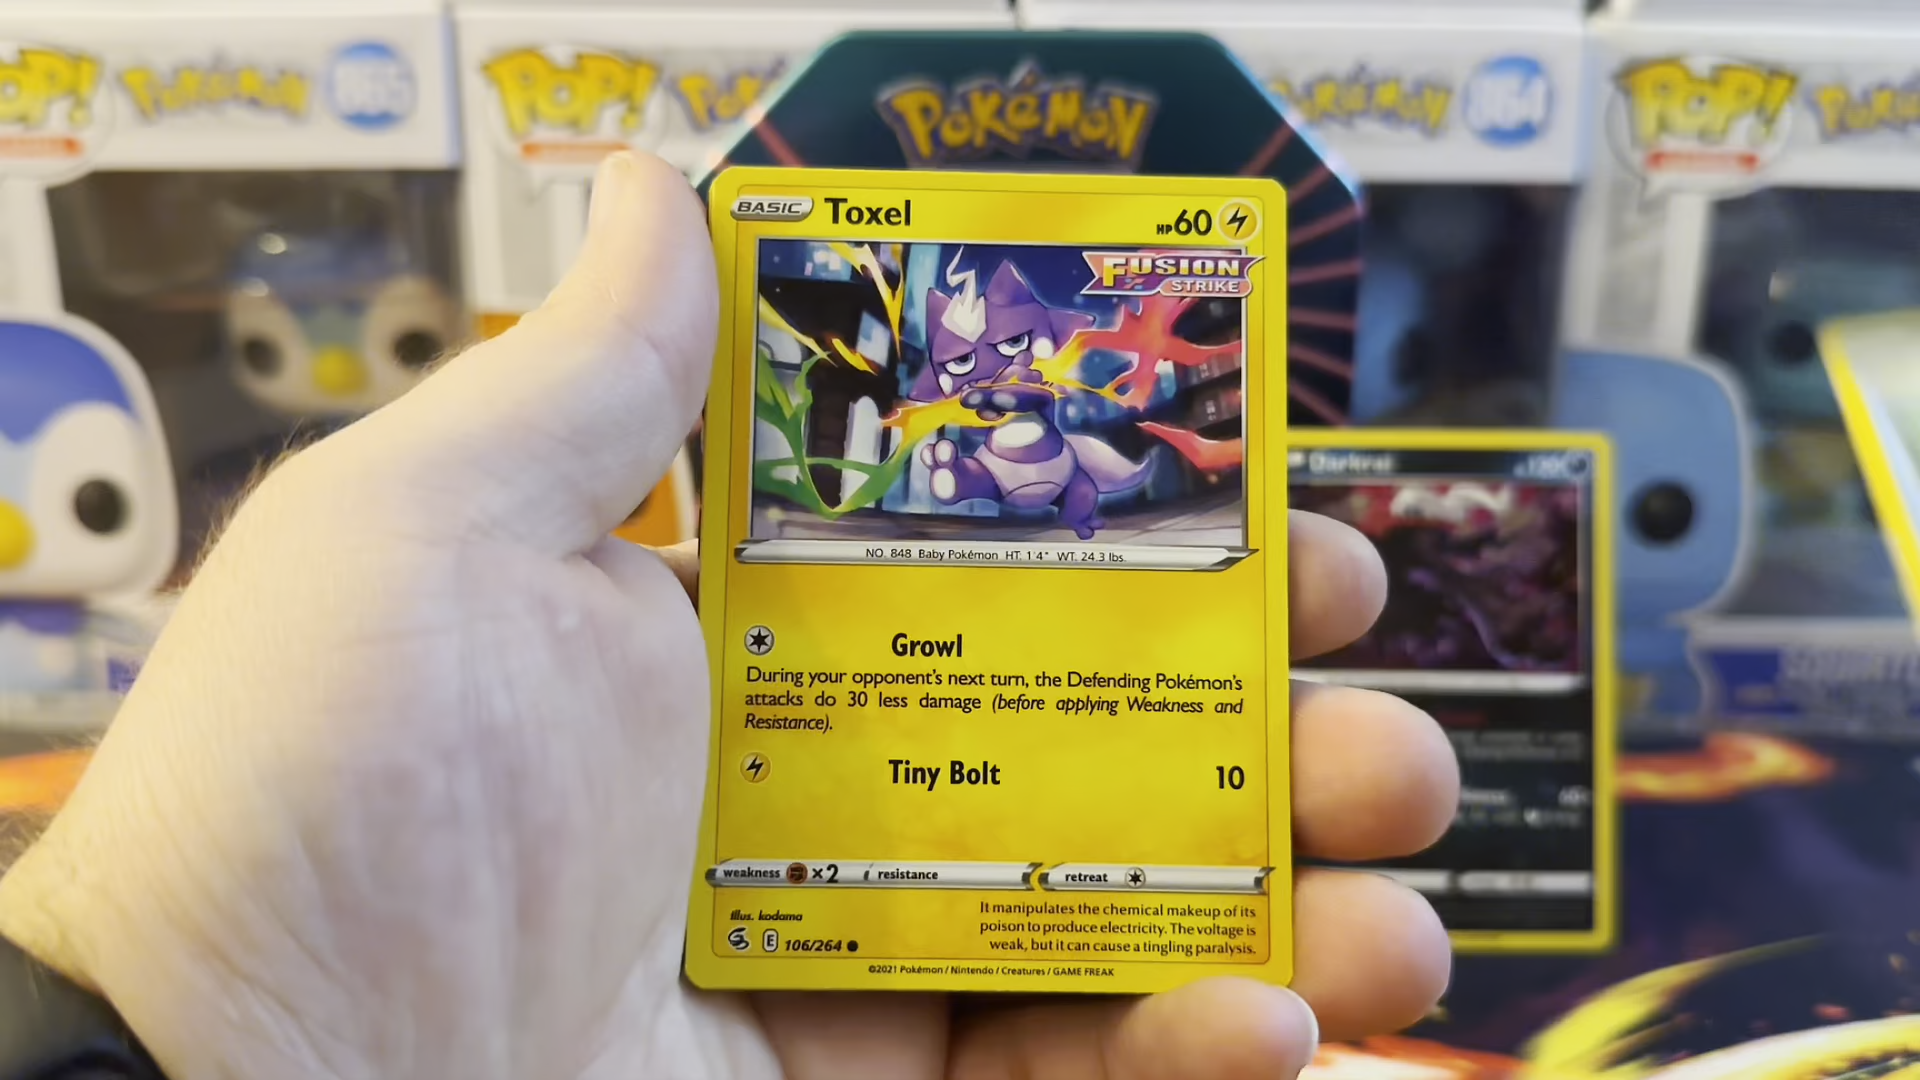 POP!
Pokémon
865
POP!
Pokémon
POKÉMON
Pokémon
864
POP!
Pokémon
BASIC Toxel HP60
FUSION
STRIKE
NO. 848 Baby Pokémon HT: 1'4" WT: 24.3 lbs.
Growl
During your opponent's next turn, the Defending Pokémon's
attacks do 30 less damage (before applying Weakness and
Resistance).
Tiny Bolt 10
weakness ×2 resistance retreat
illus. kodama
It manipulates the chemical makeup of its
poison to produce electricity. The voltage is
weak, but it can cause a tingling paralysis.
E 106/264
©2021 Pokémon / Nintendo / Creatures / GAME FREAK
Darkrai 120